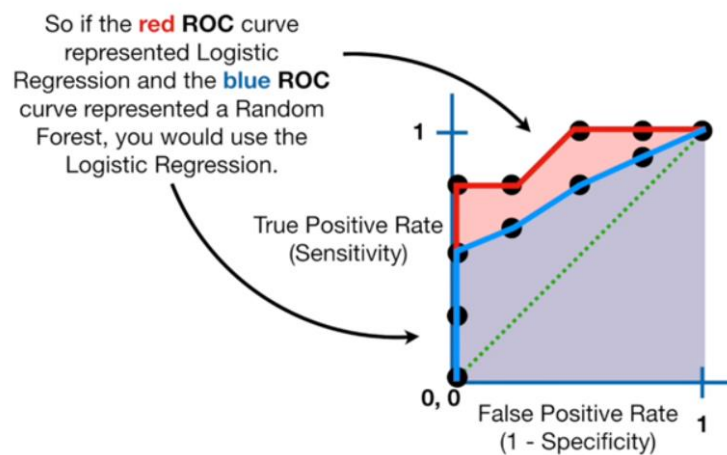 So if the red ROC curve
represented Logistic
Regression and the blue ROC
curve represented a Random
Forest, you would use the
Logistic Regression.
1
True Positive Rate
(Sensitivity)
0, 0
False Positive Rate
(1 - Specificity)
1